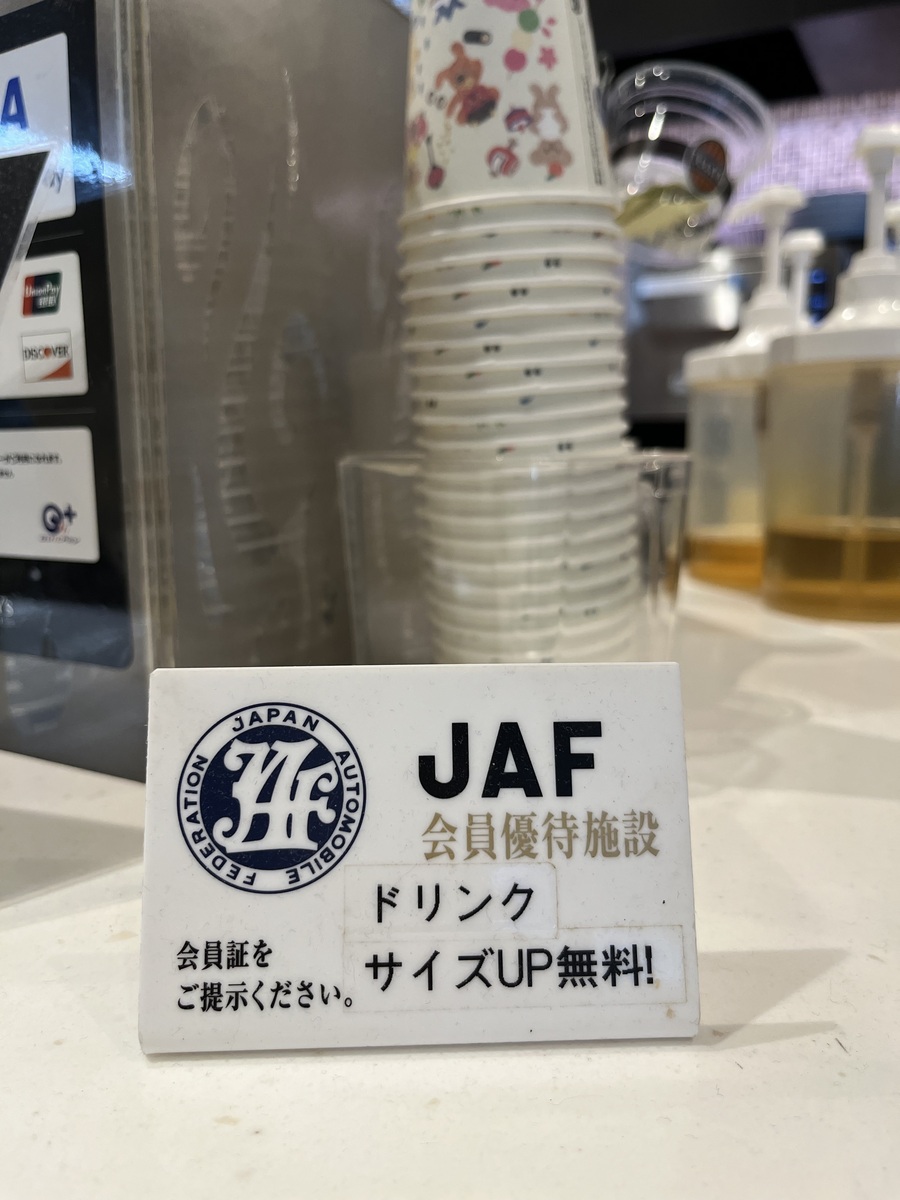 A
UnionPay
DISCOVER
JAPAN AUTOMOBILE FEDERATION
JAF
JAF
会員優待施設
ドリンク
サイズUP無料!
会員証を
ご提示ください。